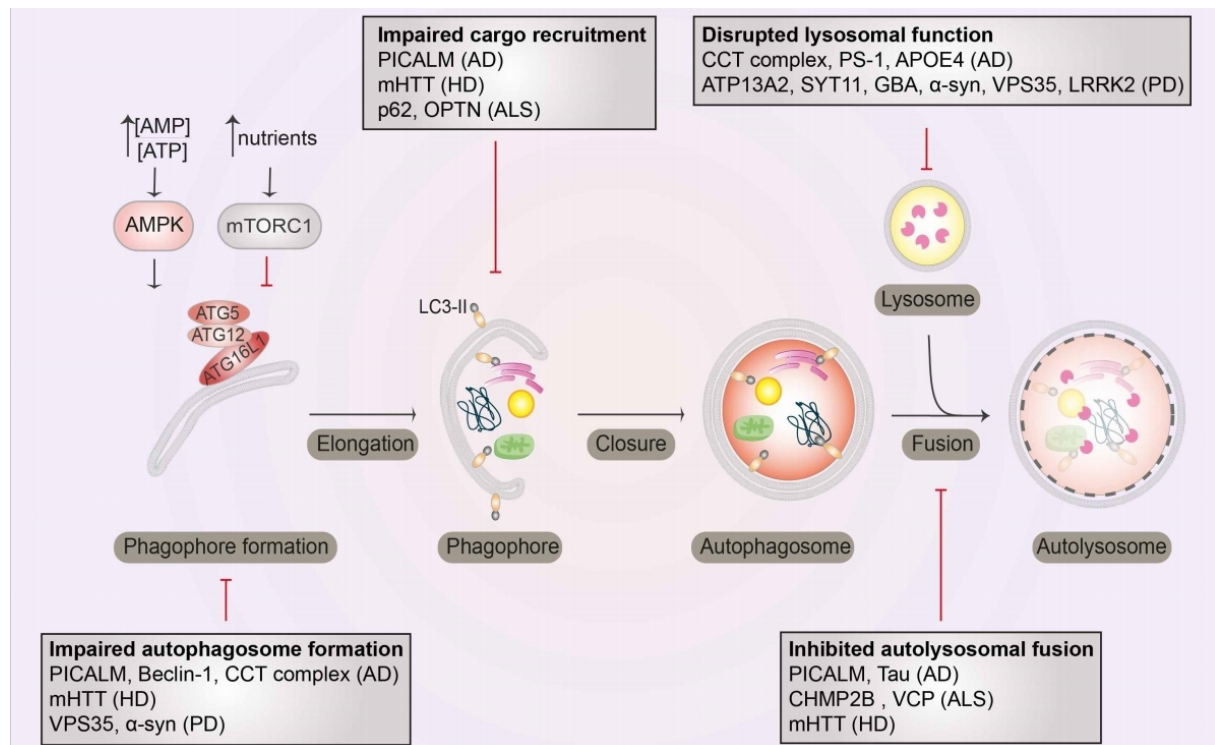 Impaired cargo recruitment
PICALM (AD)
mHTT (HD)
p62, OPTN (ALS)
Disrupted lysosomal function
CCT complex, PS-1, APOE4 (AD)
ATP13A2, SYT11, GBA, α-syn, VPS35, LRRK2 (PD)
[AMP]
[ATP]
nutrients
AMPK
mTORC1
ATG5
ATG12
ATG16L1
LC3-II
Lysosome
Elongation
Closure
Fusion
Phagophore formation
Phagophore
Autophagosome
Autolysosome
Impaired autophagosome formation
PICALM, Beclin-1, CCT complex (AD)
mHTT (HD)
VPS35, α-syn (PD)
Inhibited autolysosomal fusion
PICALM, Tau (AD)
CHMP2B , VCP (ALS)
mHTT (HD)